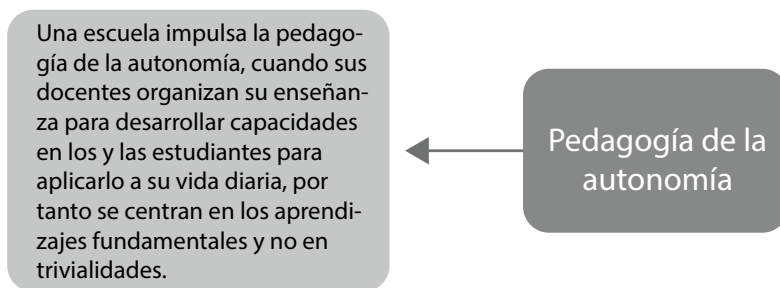 Una escuela impulsa la pedago-
gía de la autonomía, cuando sus
docentes organizan su enseñan-
za para desarrollar capacidades
en los y las estudiantes para
aplicarlo a su vida diaria, por
tanto se centran en los aprendi-
zajes fundamentales y no en
trivialidades.
Pedagogía de la
autonomía